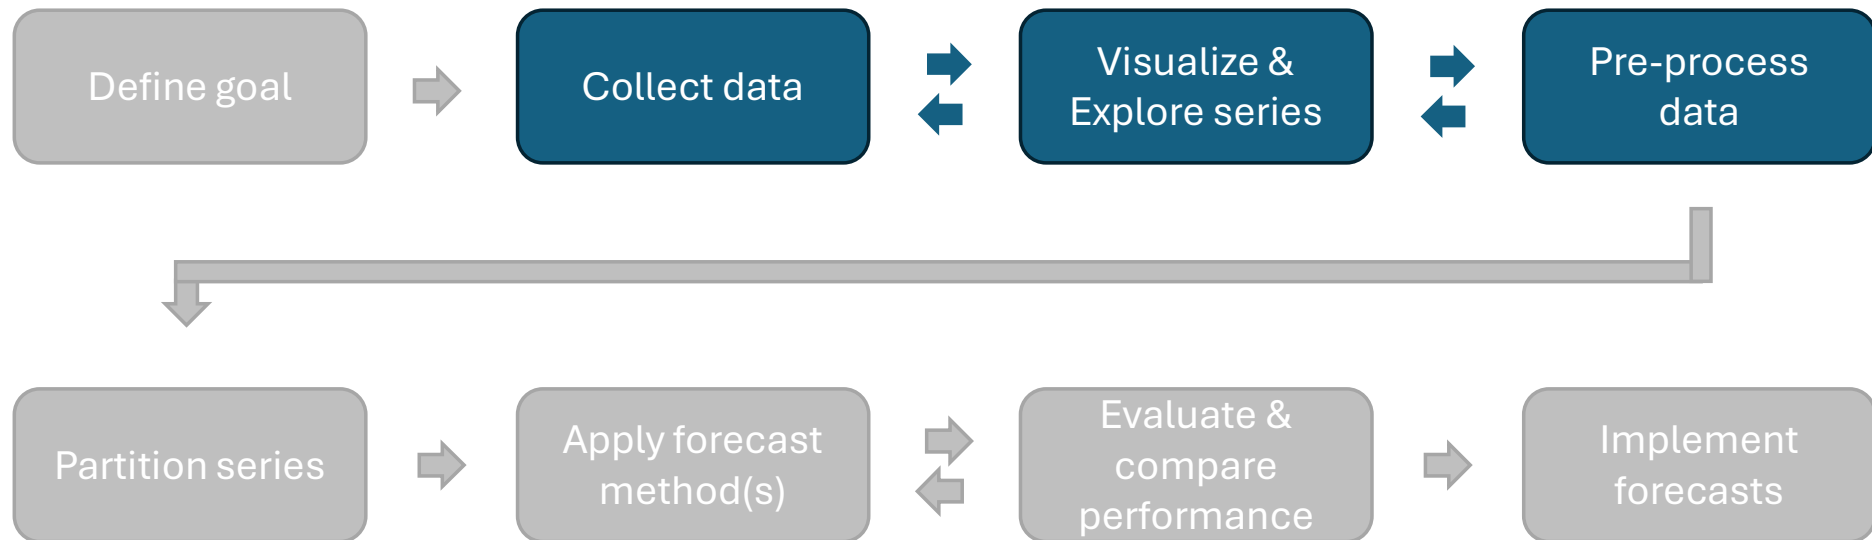 Define goal
Collect data
Visualize &
Explore series
Pre-process
data
Partition series
Apply forecast
method(s)
Evaluate &
compare
performance
Implement
forecasts